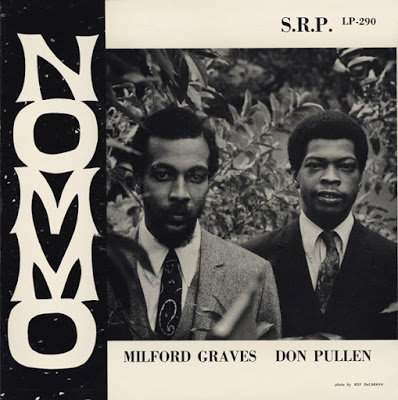 NOMMO
S.R.P. LP-290
MILFORD GRAVES DON PULLEN
photo by ROY DeCARAVA